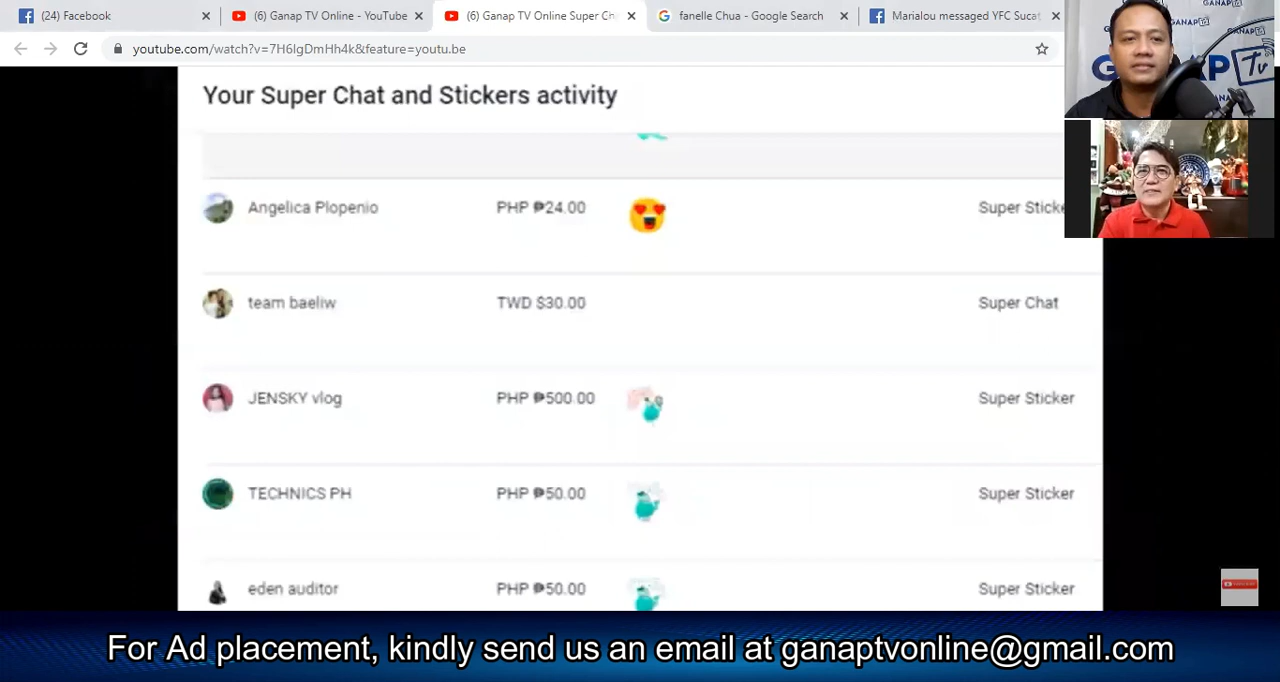 (24) Facebook
(6) Ganap TV Online - YouTube
(6) Ganap TV Online Super Cha
fanelle Chua - Google Search
Marialou messaged YFC Sucat
youtube.com/watch?v=7H6lgDmHh4k&feature=youtu.be
GANAP Tv
Your Super Chat and Stickers activity
Angelica Plopenio PHP ₱24.00 Super Sticke
team baeliw TWD $30.00 Super Chat
JENSKY vlog PHP ₱500.00 Super Sticker
TECHNICS PH PHP ₱50.00 Super Sticker
eden auditor PHP ₱50.00 Super Sticker
For Ad placement, kindly send us an email at ganaptvonline@gmail.com